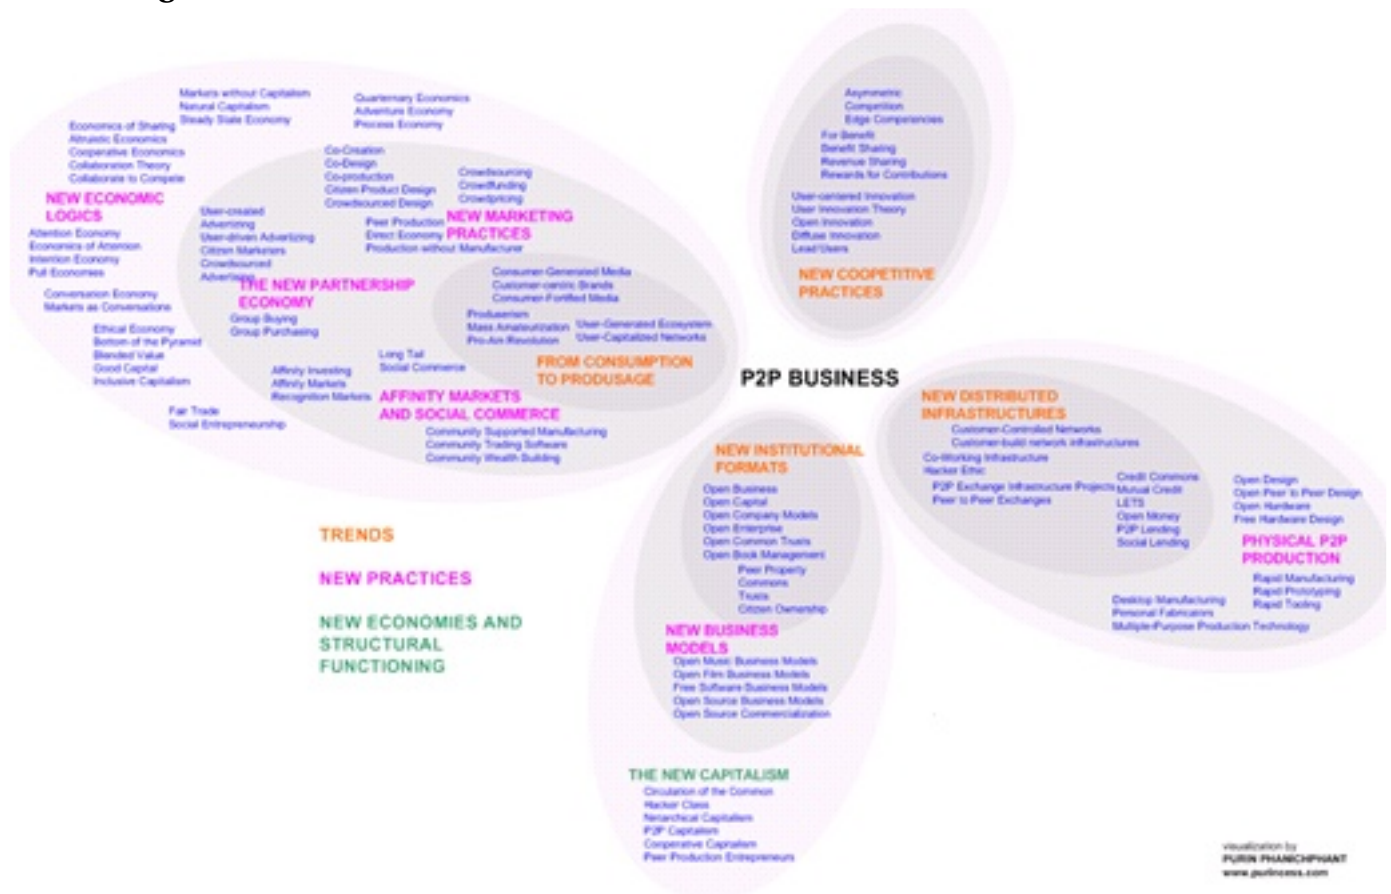 Markets without Capitalism
Natural Capitalism
Steady State Economy
Quarternary Economics
Adventure Economy
Process Economy
Economics of Sharing
Altruistic Economics
Cooperative Economics
Collaboration Theory
Collaborate to Compete
NEW ECONOMIC
LOGICS
Attention Economy
Economics of Attention
Intention Economy
Pull Economies
Conversation Economy
Markets as Conversations
Ethical Economy
Bottom of the Pyramid
Blended Value
Good Capital
Inclusive Capitalism
Fair Trade
Social Entrepreneurship
Co-Creation
Co-Design
Co-production
Citizen Product Design
Crowdsourced Design
Crowdsourcing
Crowdfunding
Crowdpricing
User-created
Advertizing
User-driven Advertizing
Citizen Marketers
Crowdsourced
Advertising
Peer Production
Direct Economy
Production without Manufacturer
NEW MARKETING
PRACTICES
THE NEW PARTNERSHIP
ECONOMY
Group Buying
Group Purchasing
Consumer-Generated Media
Customer-centric Brands
Consumer-Fortified Media
Produserism
Mass Amateurization
Pro-Am Revolution
User-Generated Ecosystem
User-Capitalized Networks
FROM CONSUMPTION
TO PRODUSAGE
Long Tail
Social Commerce
Affinity Investing
Affinity Markets
Recognition Markets
AFFINITY MARKETS
AND SOCIAL COMMERCE
Community Supported Manufacturing
Community Trading Software
Community Wealth Building
Asymmetric
Competition
Edge Competencies
For Benefit
Benefit Sharing
Revenue Sharing
Rewards for Contributions
User-centered Innovation
User Innovation Theory
Open Innovation
Diffuse Innovation
Lead Users
NEW COOPETITIVE
PRACTICES
P2P BUSINESS
NEW DISTRIBUTED
INFRASTRUCTURES
Customer-Controlled Networks
Customer-build network infrastructures
Co-Working Infrastructure
Hacker Ethic
P2P Exchange Infrastructure Projects
Peer to Peer Exchanges
Credit Commons
Mutual Credit
LETS
Open Money
P2P Lending
Social Lending
Open Design
Open Peer to Peer Design
Open Hardware
Free Hardware Design
PHYSICAL P2P
PRODUCTION
Rapid Manufacturing
Rapid Prototyping
Rapid Tooling
Desktop Manufacturing
Personal Fabricators
Multiple-Purpose Production Technology
NEW INSTITUTIONAL
FORMATS
Open Business
Open Capital
Open Company Models
Open Enterprise
Open Common Trusts
Open Book Management
Peer Property
Commons
Trusts
Citizen Ownership
NEW BUSINESS
MODELS
Open Music Business Models
Open Film Business Models
Free Software Business Models
Open Source Business Models
Open Source Commercialization
THE NEW CAPITALISM
Circulation of the Common
Hacker Class
Netarchical Capitalism
P2P Capitalism
Cooperative Capitalism
Peer Production Entrepreneurs
TRENDS
NEW PRACTICES
NEW ECONOMIES AND
STRUCTURAL
FUNCTIONING
visualization by
PURIN PHANICHPHANT
www.purincess.com